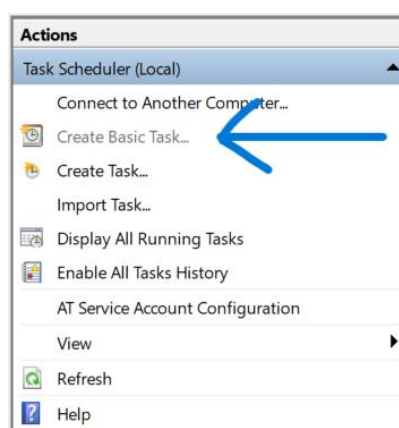 Actions
Task Scheduler (Local)
Connect to Another Computer...
Create Basic Task...
Create Task...
Import Task...
Display All Running Tasks
Enable All Tasks History
AT Service Account Configuration
View
Refresh
Help